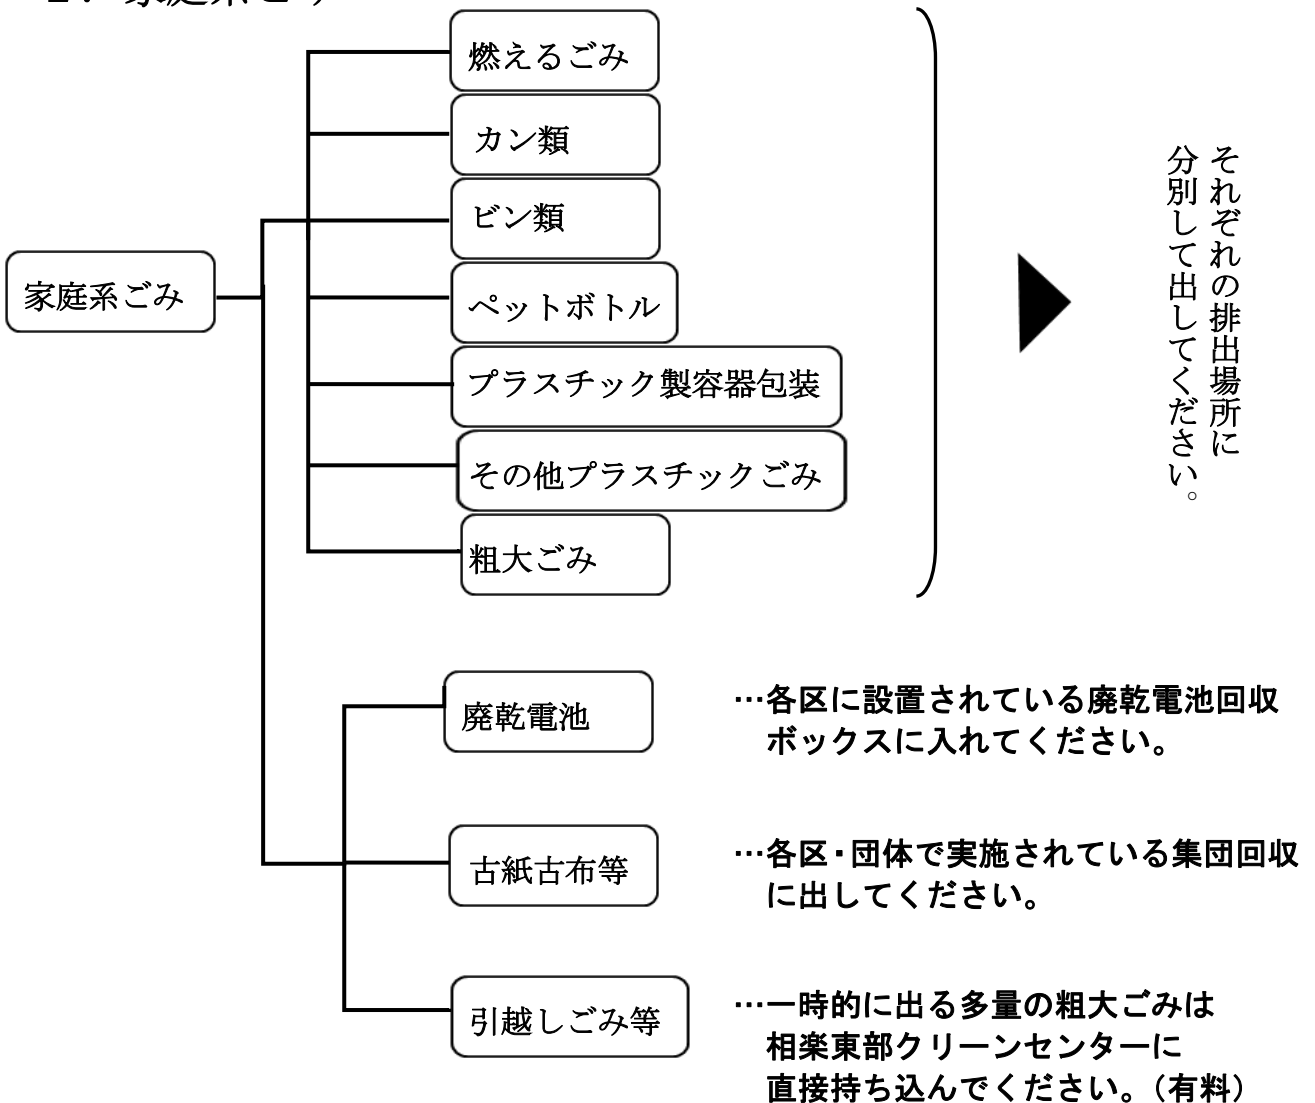 家庭系ごみ
燃えるごみ
カン類
ビン類
ペットボトル
プラスチック製容器包装
その他プラスチックごみ
粗大ごみ
それぞれの排出場所に
分別して出してください。
廃乾電池
…各区に設置されている廃乾電池回収
ボックスに入れてください。
古紙古布等
…各区・団体で実施されている集団回収
に出してください。
引越しごみ等
…一時的に出る多量の粗大ごみは
相楽東部クリーンセンターに
直接持ち込んでください。（有料）